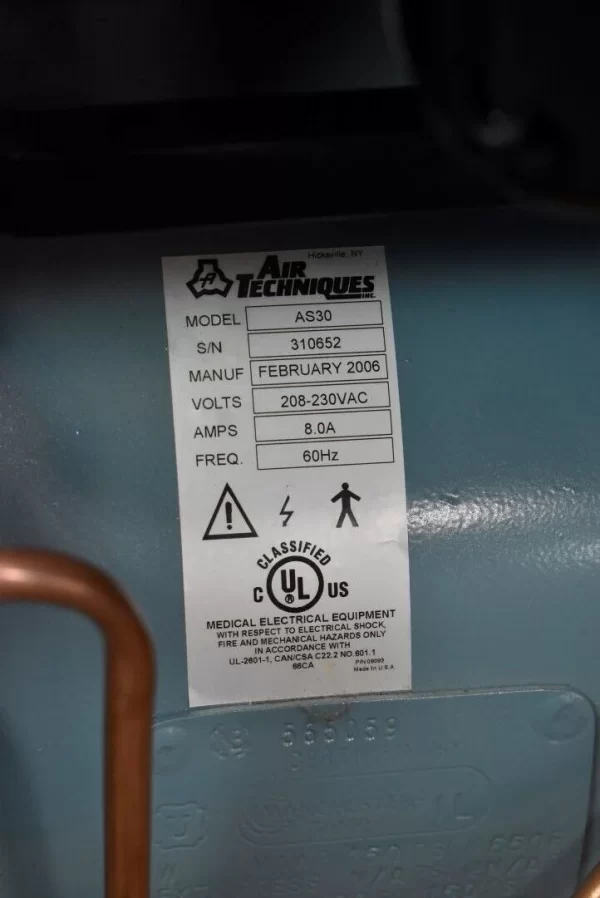 Hicksville, NY
AIR
TECHNIQUES
INC.
MODEL AS30
S/N 310652
MANUF FEBRUARY 2006
VOLTS 208-230VAC
AMPS 8.0A
FREQ. 60Hz
CLASSIFIED
C UL US
®
MEDICAL ELECTRICAL EQUIPMENT
WITH RESPECT TO ELECTRICAL SHOCK,
FIRE AND MECHANICAL HAZARDS ONLY
IN ACCORDANCE WITH
UL-2601-1, CAN/CSA C22.2 NO.601.1
66CA
Made In U.S.A.